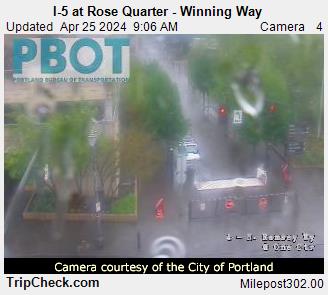 I-5 at Rose Quarter - Winning Way
Updated  Apr 25 2024  9:06 AM
Camera  4
PBOT
PORTLAND BUREAU OF TRANSPORTATION
Camera courtesy of the City of Portland
TripCheck.com
Milepost302.00